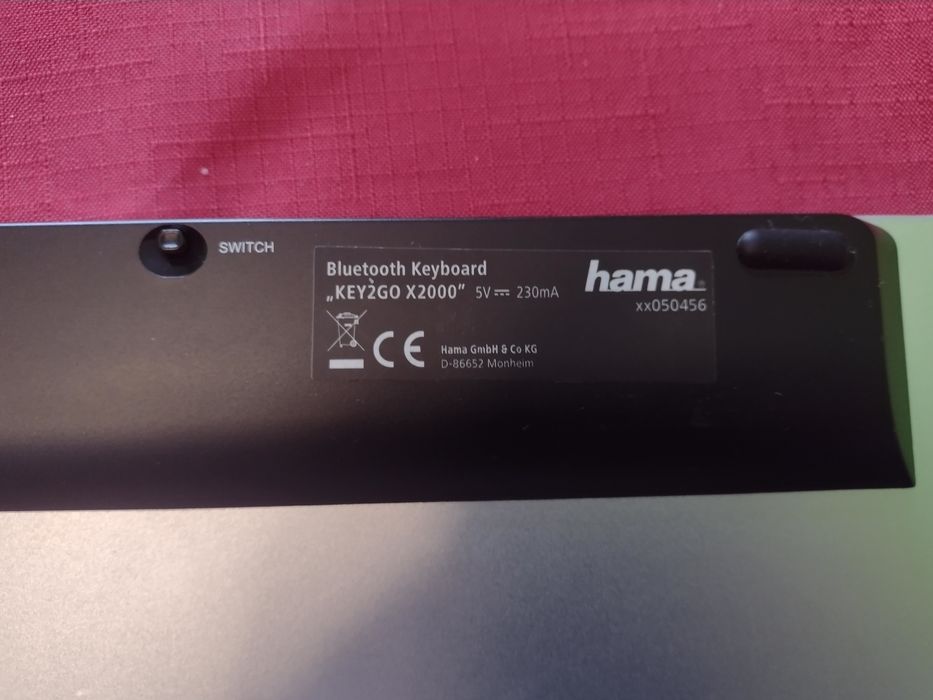 SWITCH
Bluetooth Keyboard
„KEY2GO X2000” 5V⎓ 230mA
hama®
xx050456
CE
Hama GmbH & Co KG
D-86652 Monheim